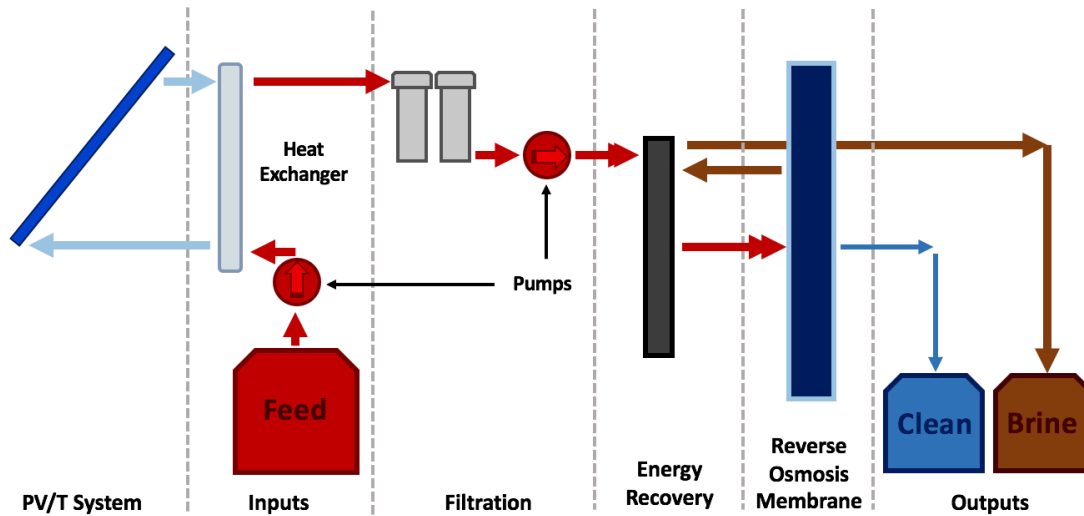 Heat
Exchanger
Pumps
Feed
Clean
Brine
PV/T System
Inputs
Filtration
Energy
Recovery
Reverse
Osmosis
Membrane
Outputs